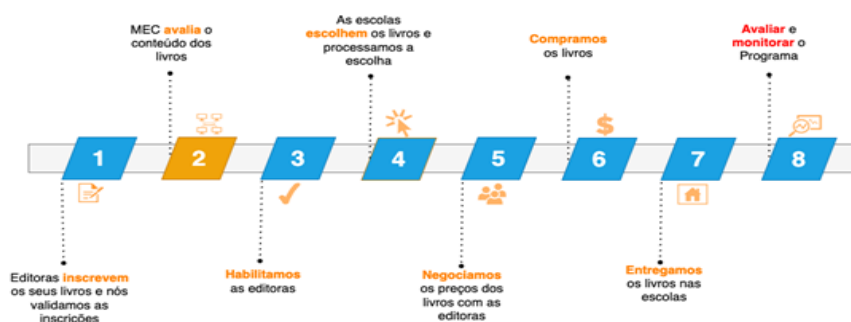 MEC avalia o
conteúdo dos
livros
As escolas
escolhem os livros e
processamos a
escolha
Compramos
os livros
Avaliar e
monitorar o
Programa
1
2
3
4
5
6
7
8
$
Editoras inscrevem
os seus livros e nós
validamos as
inscrições
Habilitamos
as editoras
Negociamos
os preços dos
livros com as
editoras
Entregamos
os livros nas
escolas